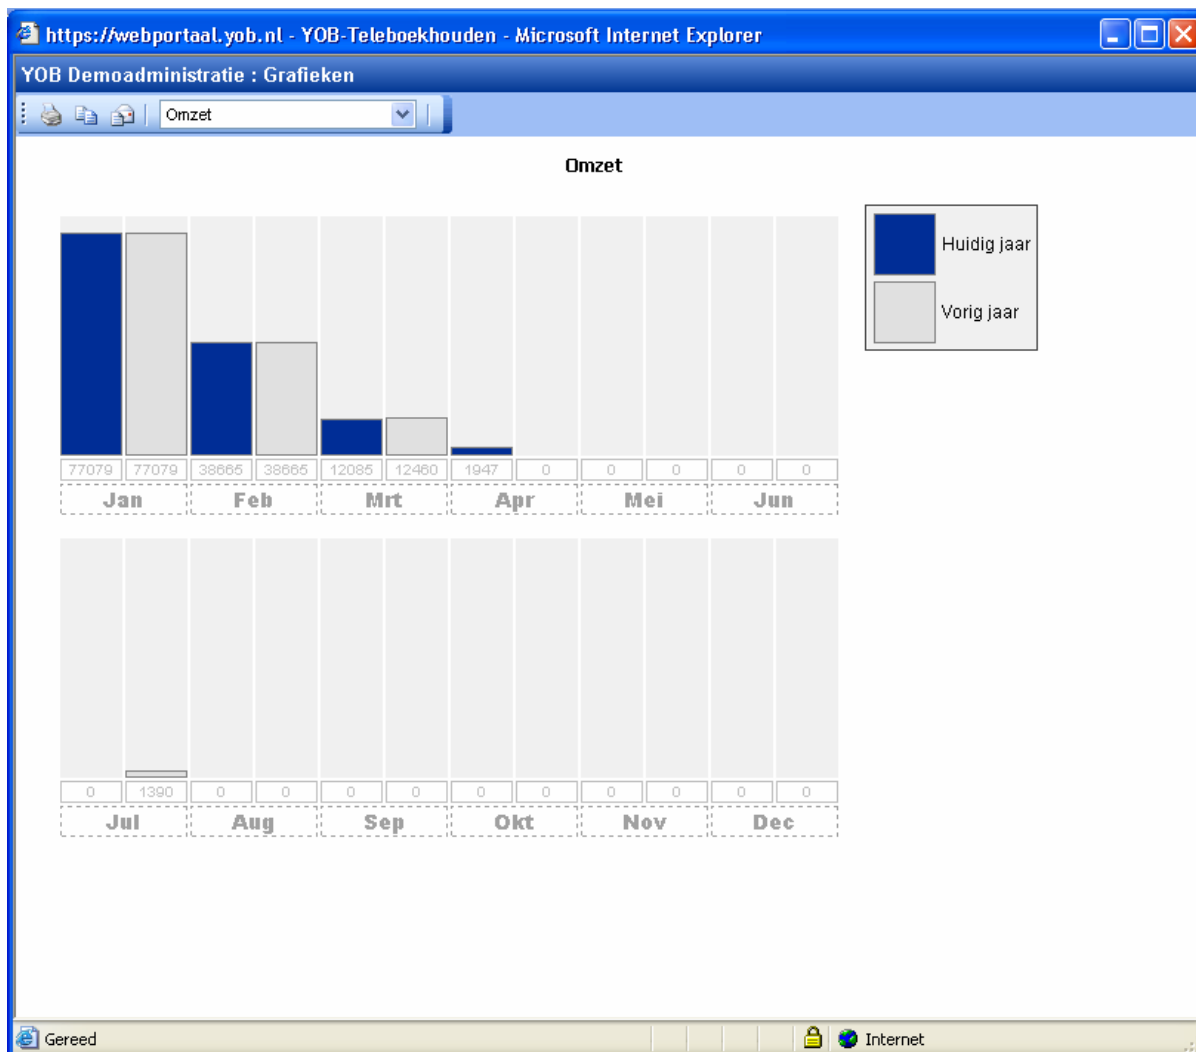 https://webportaal.yob.nl - YOB-Teleboekhouden - Microsoft Internet Explorer
YOB Demoadministratie : Grafieken
Omzet
Omzet
Huidig jaar
Vorig jaar
77079 77079 38665 38665 12085 12460 1947 0 0 0 0 0
Jan Feb Mrt Apr Mei Jun
0 1390 0 0 0 0 0 0 0 0 0 0
Jul Aug Sep Okt Nov Dec
Gereed Internet